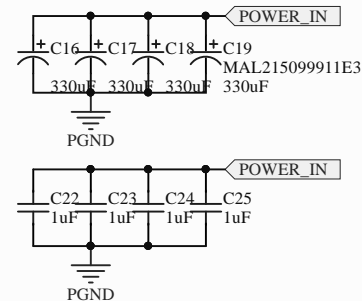 POWER_IN
C16 C17 C18 C19
MAL215099911E3
330uF 330uF 330uF 330uF
PGND
POWER_IN
C22 C23 C24 C25
1uF 1uF 1uF 1uF
PGND